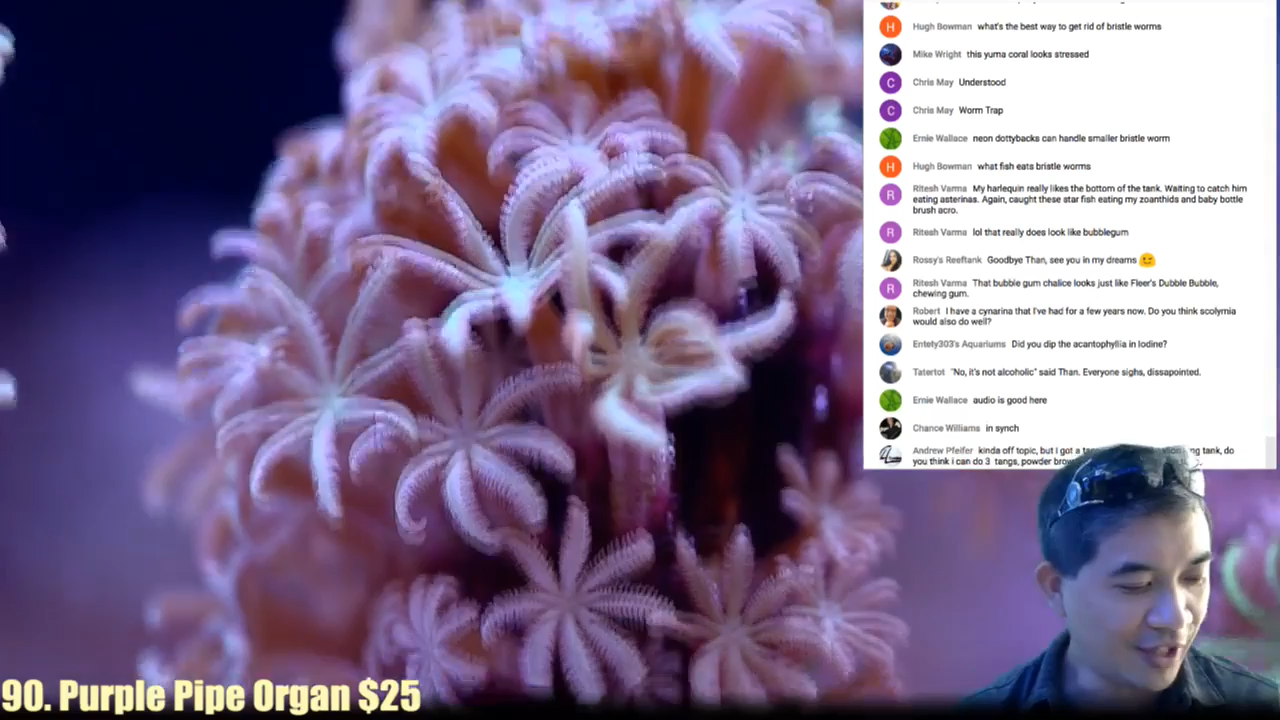 H Hugh Bowman what's the best way to get rid of bristle worms
Mike Wright this yuma coral looks stressed
C Chris May Understood
C Chris May Worm Trap
Ernie Wallace neon dottybacks can handle smaller bristle worm
H Hugh Bowman what fish eats bristle worms
R Ritesh Varma My harlequin really likes the bottom of the tank. Waiting to catch him
eating asterinas. Again, caught these star fish eating my zoanthids and baby bottle
brush acro.
R Ritesh Varma lol that really does look like bubblegum
Rossy's Reeftank Goodbye Than, see you in my dreams
R Ritesh Varma That bubble gum chalice looks just like Fleer's Dubble Bubble,
chewing gum.
Robert I have a cynarina that I've had for a few years now. Do you think scolymia
would also do well?
Entety303's Aquariums Did you dip the acantophyllia in Iodine?
Tatertot "No, it's not alcoholic" said Than. Everyone sighs, dissapointed.
Ernie Wallace audio is good here
Chance Williams in synch
Andrew Pfeifer kinda off topic, but I got a tank, do
you think i can do 3 tangs, powder
90. Purple Pipe Organ $25